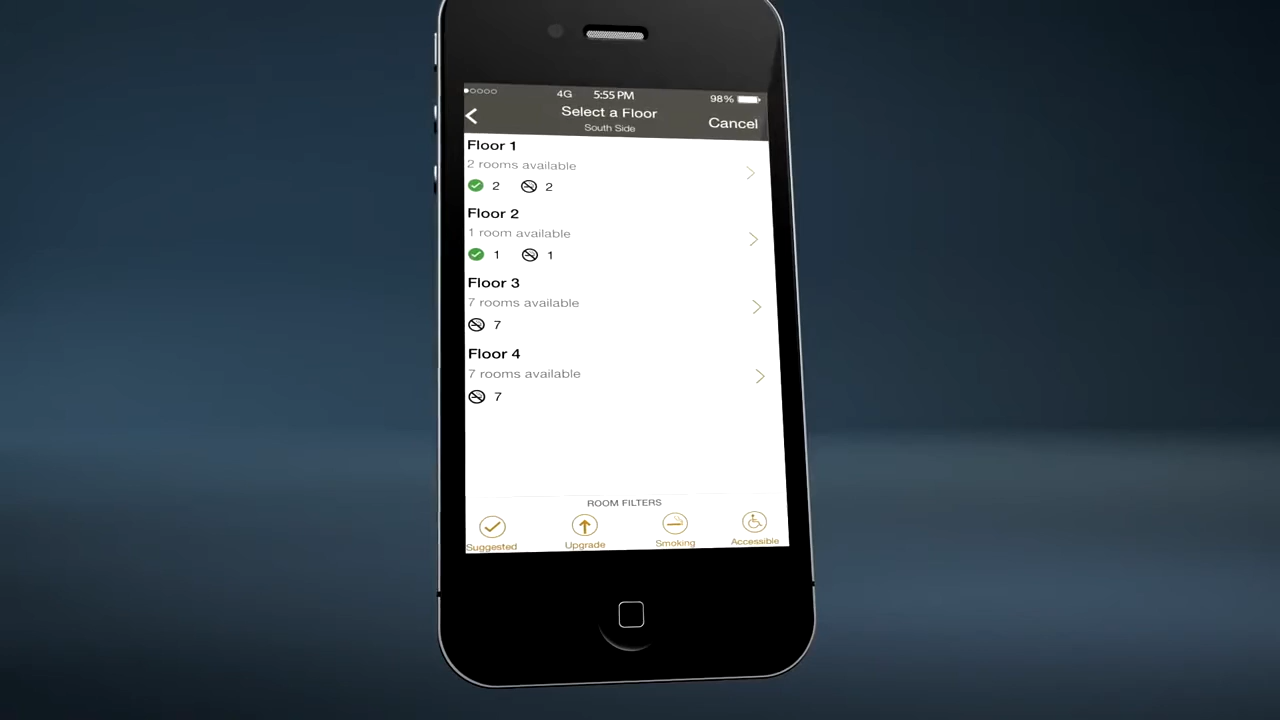 4G 5:55 PM 98%
Select a Floor
Cancel
South Side
Floor 1
2 rooms available
2 2
Floor 2
1 room available
1 1
Floor 3
7 rooms available
7
Floor 4
7 rooms available
7
ROOM FILTERS
Suggested Upgrade Smoking Accessible